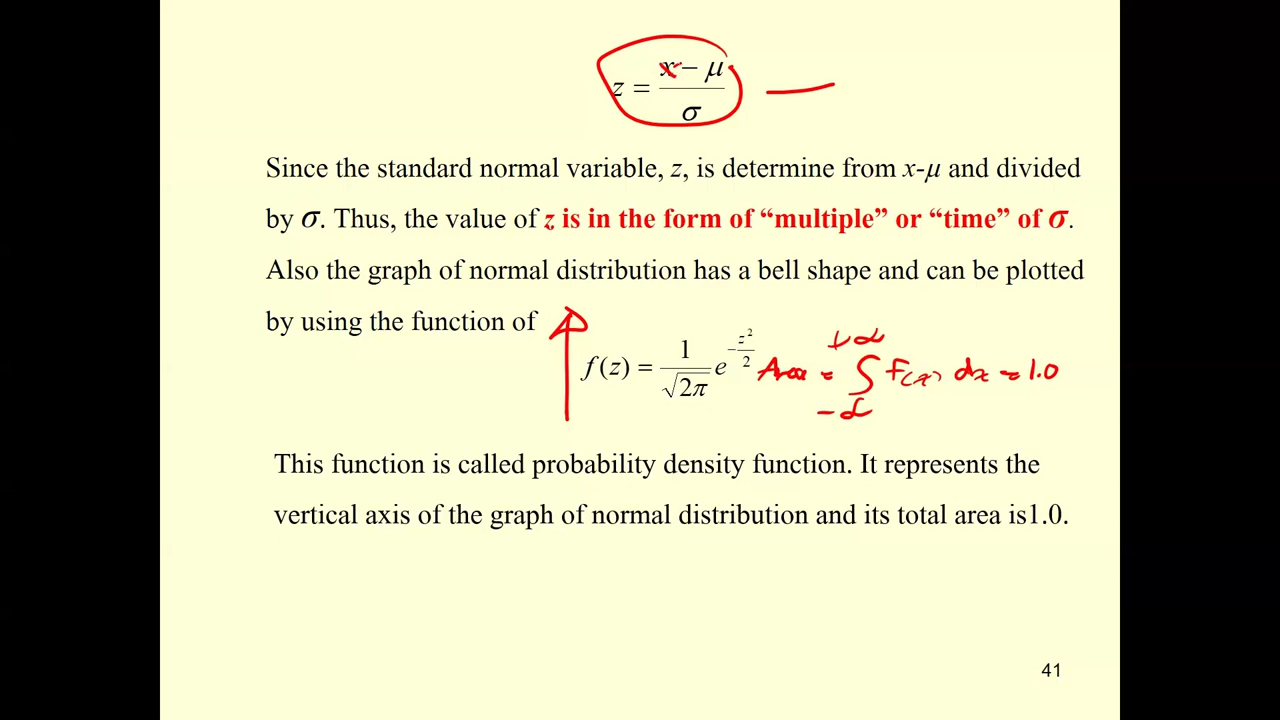 z = x − μ / σ
Since the standard normal variable, z, is determine from x-μ and divided
by σ. Thus, the value of z is in the form of “multiple” or “time” of σ.
Also the graph of normal distribution has a bell shape and can be plotted
by using the function of
f(z) = 1/√2π e^−z²/2 Area = ∫ −∞ +∞ f(x) dx = 1.0
This function is called probability density function. It represents the
vertical axis of the graph of normal distribution and its total area is1.0.
41